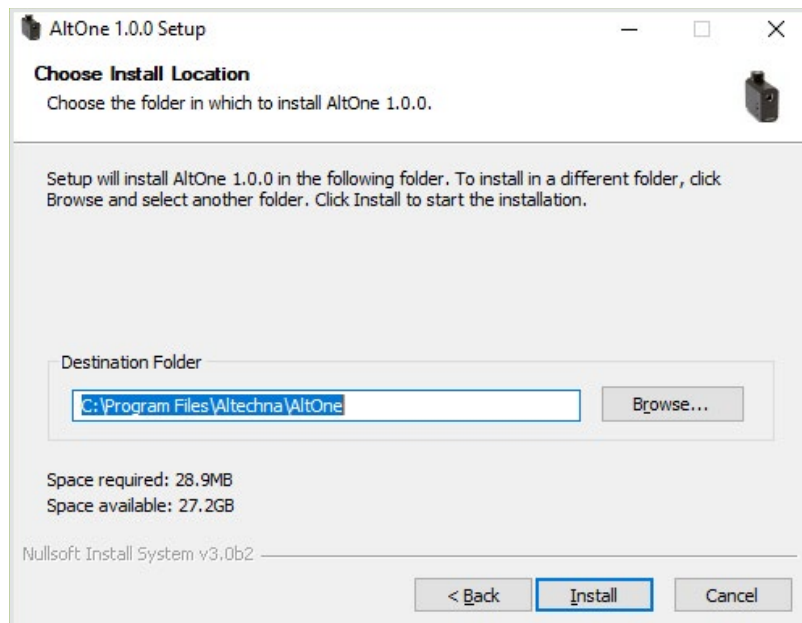 AltOne 1.0.0 Setup
Choose Install Location
Choose the folder in which to install AltOne 1.0.0.
Setup will install AltOne 1.0.0 in the following folder. To install in a different folder, click
Browse and select another folder. Click Install to start the installation.
Destination Folder
C:\Program Files\Altechna\AltOne
Browse...
Space required: 28.9MB
Space available: 27.2GB
Nullsoft Install System v3.0b2
< Back
Install
Cancel